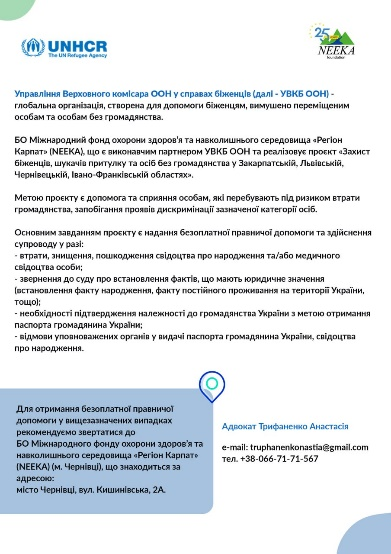 UNHCR
The UN Refugee Agency
25
NEEKA
foundation
Управління Верховного комісара ООН у справах біженців (далі - УВКБ ООН) -
глобальна організація, створена для допомоги біженцям, вимушено переміщеним
особам та особам без громадянства.
БО Міжнародний фонд охорони здоров'я та навколишнього середовища «Регіон
Карпат» (NEEKA), що є виконавчим партнером УВКБ ООН та реалізовує проєкт «Захист
біженців, шукачів притулку та осіб без громадянства у Закарпатській, Львівській,
Чернівецькій, Івано-Франківській областях».
Метою проєкту є допомога та сприяння особам, які перебувають під ризиком втрати
громадянства, запобігання проявів дискримінації зазначеної категорії осіб.
Основним завданням проєкту є надання безоплатної правничої допомоги та здійснення
супроводу у разі:
- втрати, знищення, пошкодження свідоцтва про народження та/або медичного
свідоцтва особи;
- звернення до суду про встановлення фактів, що мають юридичне значення
(встановлення факту народження, факту постійного проживання на території України,
тощо);
- необхідності підтвердження належності до громадянства України з метою отримання
паспорта громадянина України;
- відмови уповноважених органів у видачі паспорта громадянина України, свідоцтва
про народження.
Для отримання безоплатної правничої
допомоги у вищезазначених випадках
рекомендуємо звертатися до
БО Міжнародного фонду охорони здоров'я та
навколишнього середовища «Регіон Карпат»
(NEEKA) (м. Чернівці), що знаходиться за
адресою:
місто Чернівці, вул. Кишинівська, 2А.
Адвокат Трифаненко Анастасія
e-mail: truphanenkonastia@gmail.com
тел. +38-066-71-71-567